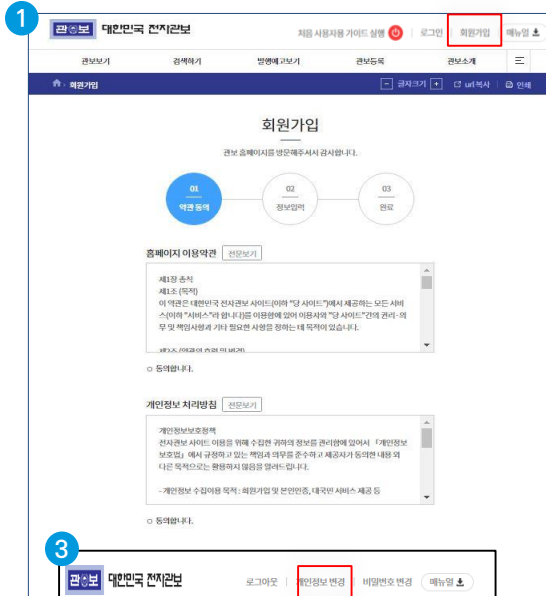 1
관보 대한민국 전자관보 처음 사용자용 가이드 실행 로그인 회원가입 매뉴얼
관보보기 검색하기 발행예고보기 관보등록 관보소개
회원가입 - 글자크기 + url복사 인쇄
회원가입
관보 홈페이지를 방문해주셔서 감사합니다.
01 02 03
약관 동의 정보입력 완료
홈페이지 이용약관 전문보기
제1장 총칙
제1조 (목적)
이 약관은 대한민국 전자관보 사이트(이하 "당 사이트")에서 제공하는 모든 서비
스(이하 "서비스"라 합니다)를 이용함에 있어 이용자와 "당 사이트"간의 권리·의
무 및 책임사항과 기타 필요한 사항을 정하는 데 목적이 있습니다.
제2조 (약관의 효력 및 변경)
동의합니다.
개인정보 처리방침 전문보기
개인정보보호정책
전자관보 사이트 이용을 위해 수집한 귀하의 정보를 관리함에 있어서 「개인정보
보호법」에서 규정하고 있는 책임과 의무를 준수하고 제공자가 동의한 내용 외
다른 목적으로는 활용하지 않음을 알려드립니다.
- 개인정보 수집이용 목적 : 회원가입 및 본인인증, 대국민 서비스 제공 등
동의합니다.
3
관보 대한민국 전자관보 로그아웃 개인정보 변경 비밀번호 변경 매뉴얼